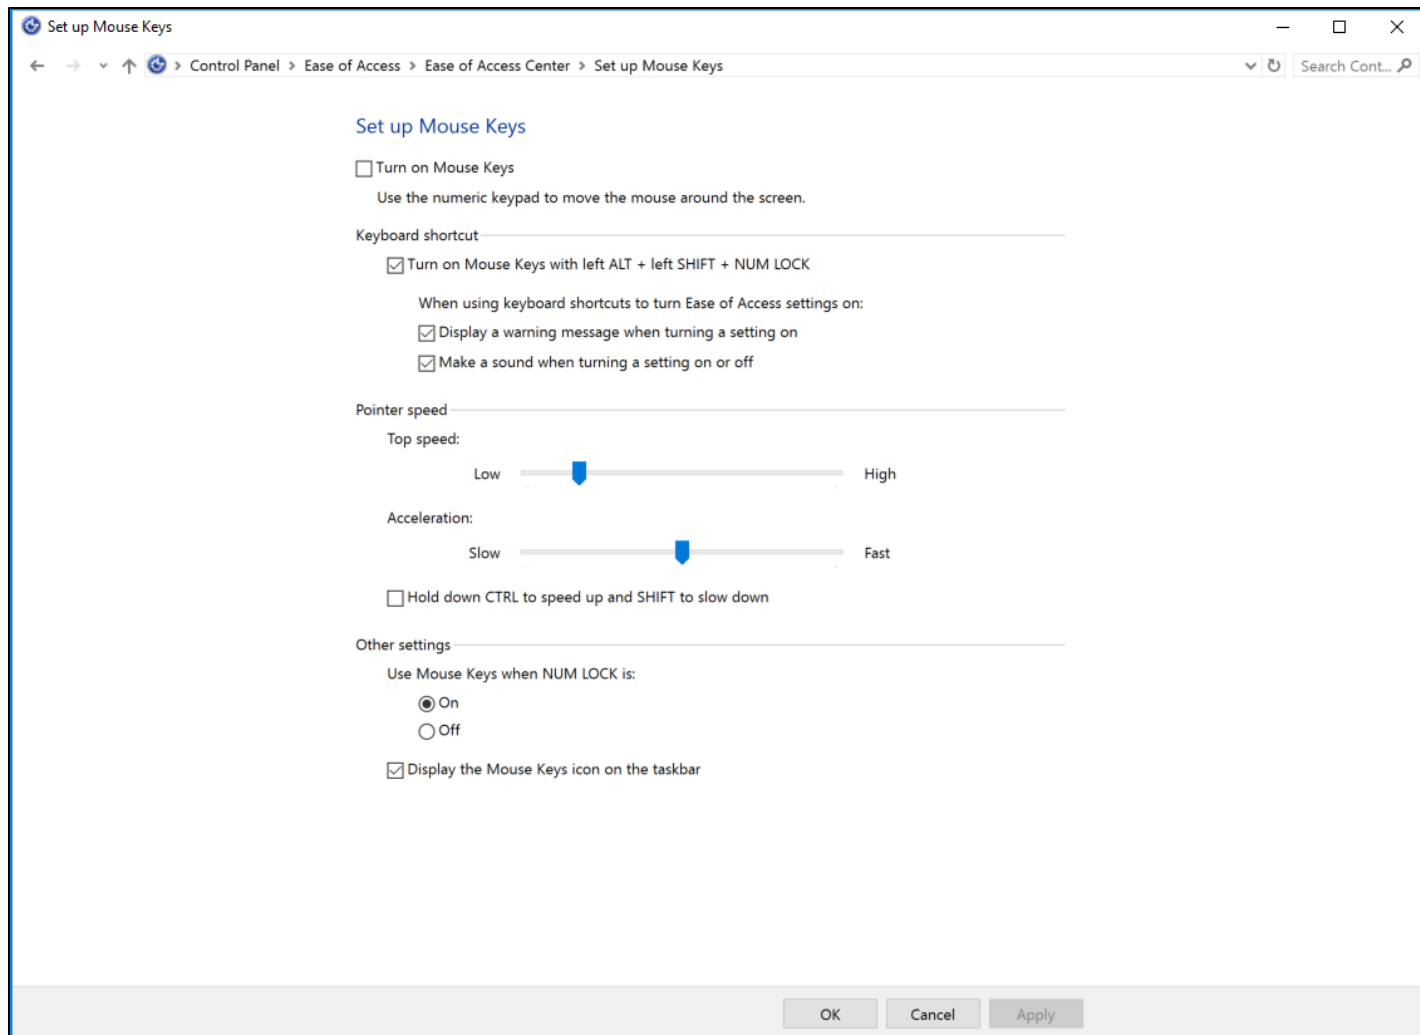 Set up Mouse Keys
Control Panel > Ease of Access > Ease of Access Center > Set up Mouse Keys
Search Cont...
Set up Mouse Keys
Turn on Mouse Keys
Use the numeric keypad to move the mouse around the screen.
Keyboard shortcut
Turn on Mouse Keys with left ALT + left SHIFT + NUM LOCK
When using keyboard shortcuts to turn Ease of Access settings on:
Display a warning message when turning a setting on
Make a sound when turning a setting on or off
Pointer speed
Top speed:
Low High
Acceleration:
Slow Fast
Hold down CTRL to speed up and SHIFT to slow down
Other settings
Use Mouse Keys when NUM LOCK is:
On
Off
Display the Mouse Keys icon on the taskbar
OK Cancel Apply